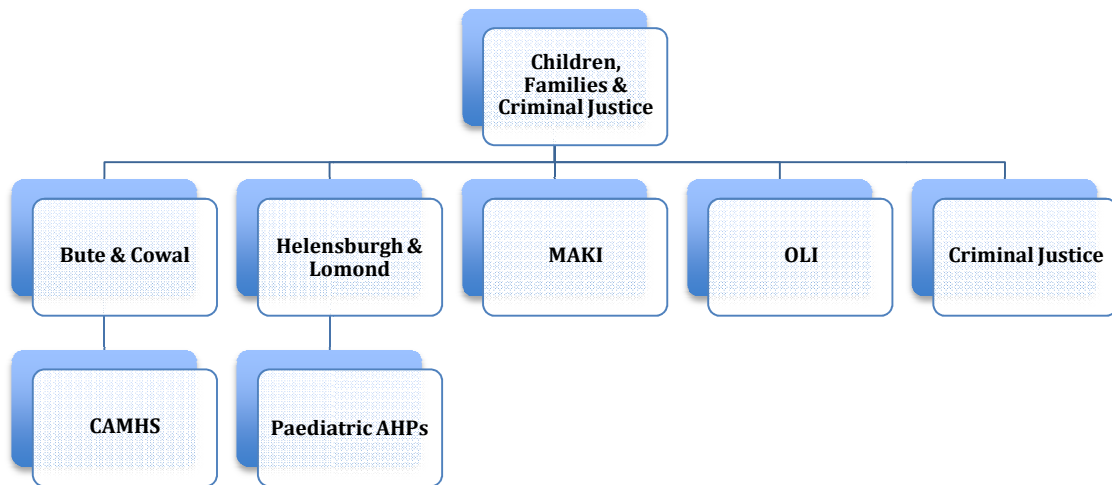 Children,
Families &
Criminal Justice
Bute & Cowal
Helensburgh &
Lomond
MAKI
OLI
Criminal Justice
CAMHS
Paediatric AHPs